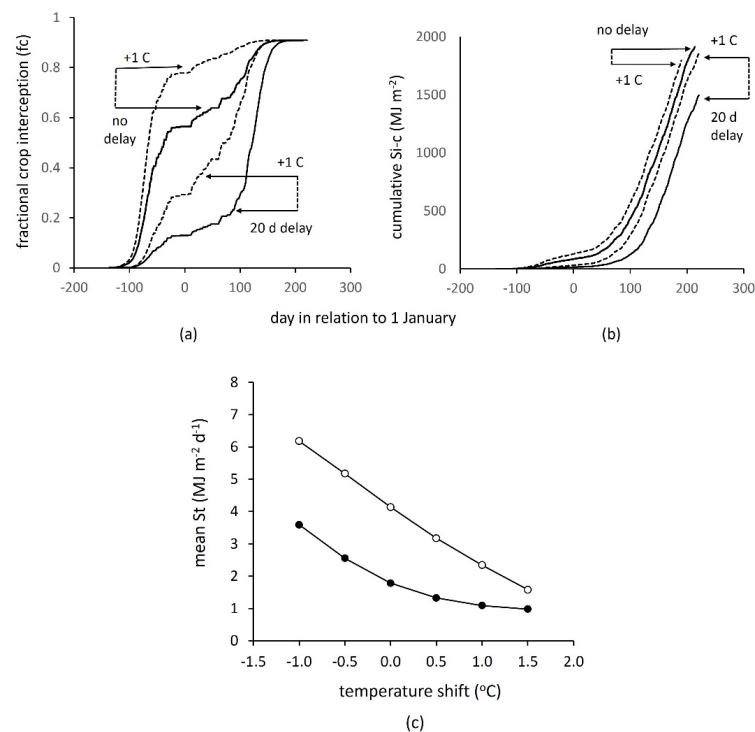 fractional crop interception (fc)
1
0.8
0.6
0.4
0.2
0
+1 C
no
delay
+1 C
20 d delay
-200 -100 0 100 200 300
(a)
cumulative Si-c (MJ m-2)
2000
1500
1000
500
0
no delay
+1 C
+1 C
20 d
delay
-200 -100 0 100 200 300
(b)
day in relation to 1 January
mean St (MJ m-2 d-1)
8
7
6
5
4
3
2
1
0
-1.5 -1.0 -0.5 0.0 0.5 1.0 1.5 2.0
temperature shift (oC)
(c)